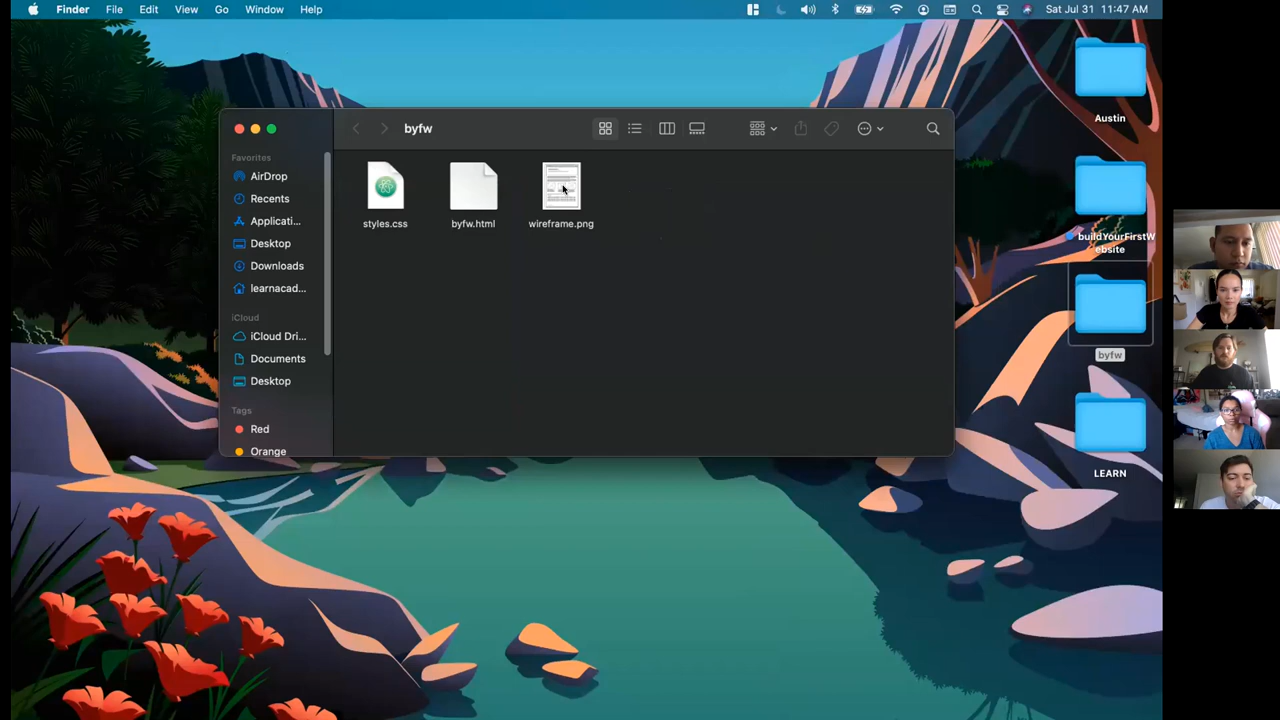 Finder File Edit View Go Window Help
Sat Jul 31 11:47 AM
byfw
Favorites
AirDrop
Recents
Applicati...
Desktop
Downloads
learnacad...
iCloud
iCloud Dri...
Documents
Desktop
Tags
Red
Orange
styles.css
byfw.html
wireframe.png
Austin
buildYourFirstW
ebsite
byfw
LEARN